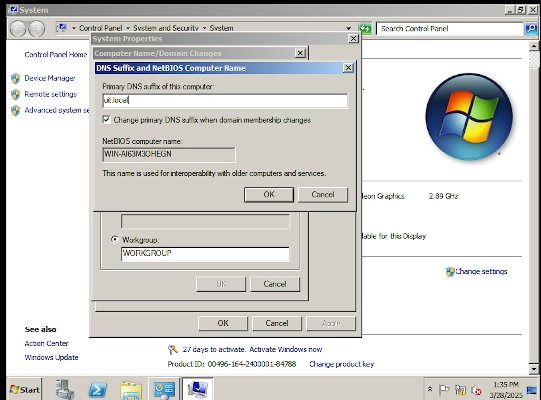 System
Control Panel
System and Security
System
Search Control Panel
System Properties
Computer Name/Domain Changes
DNS Suffix and NetBIOS Computer Name
Control Panel Home
Device Manager
Remote settings
Advanced system se
Primary DNS suffix of this computer:
uit.local
Change primary DNS suffix when domain membership changes
NetBIOS computer name:
WIN-AI63M3OHEGN
This name is used for interoperability with older computers and services.
OK
Cancel
eon Graphics
2.89 GHz
lable for this Display
Workgroup:
WORKGROUP
OK
Cancel
Change settings
OK
Cancel
Apply
See also
Action Center
Windows Update
27 days to activate. Activate Windows now
Product ID: 00496-164-2400001-84788
Change product key
Start
1:35 PM
3/28/2025